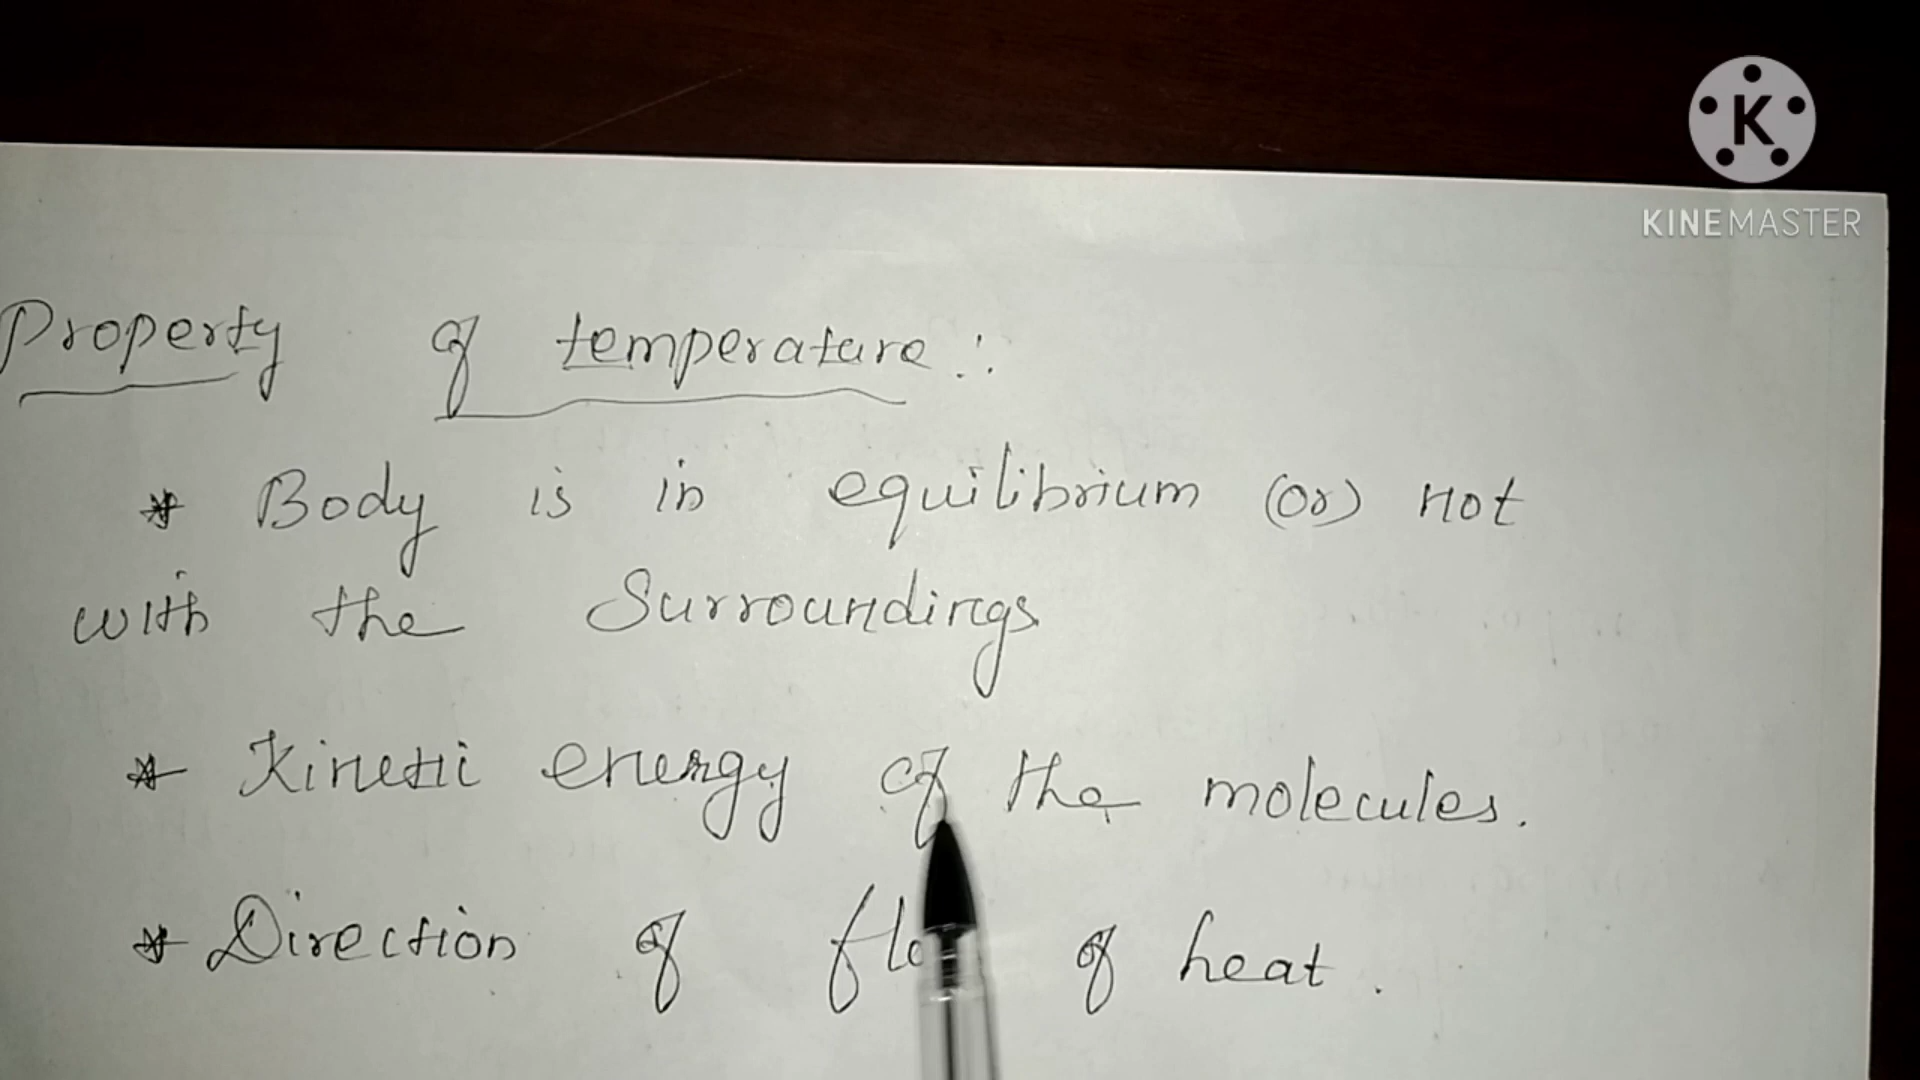 K
KINEMASTER
Property of temperature:
* Body is in equilibrium (or) not
with the Surroundings
* Kinetic energy of the molecules.
* Direction of of heat.